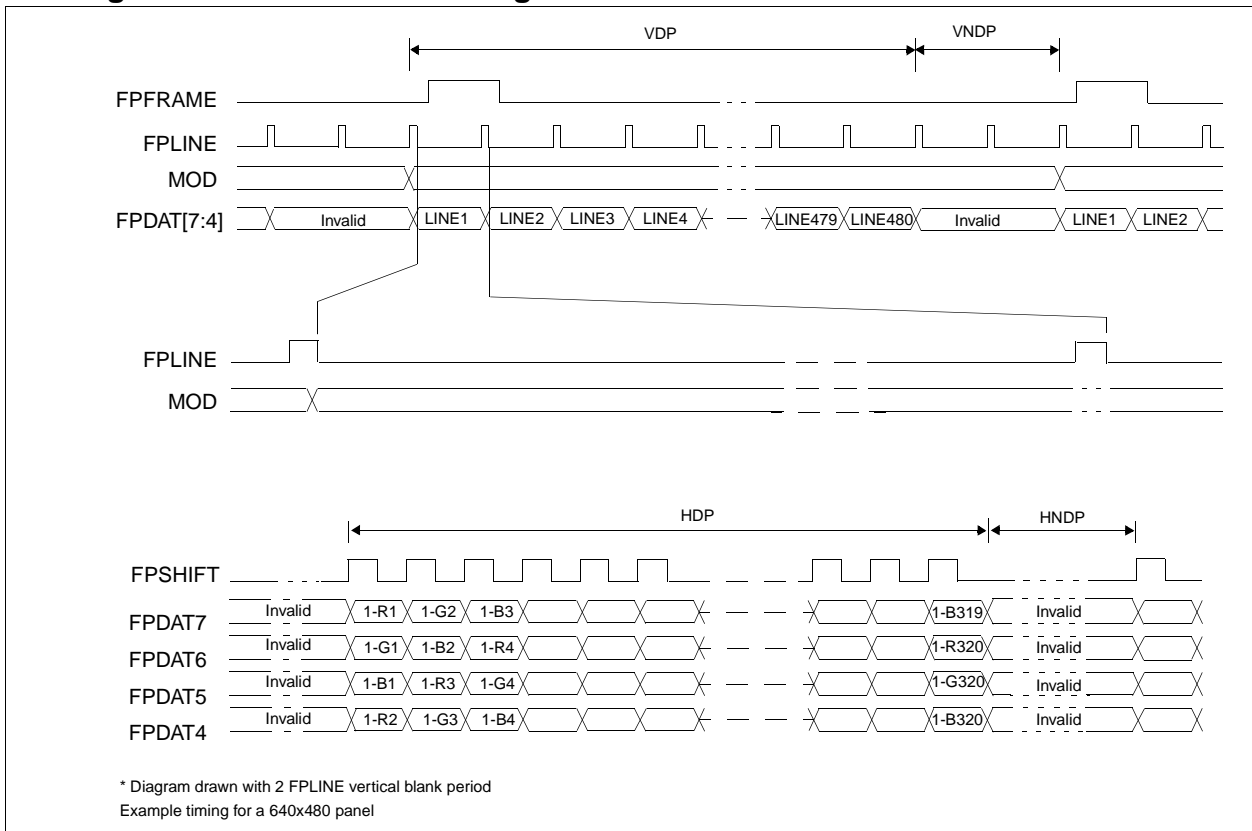 VDP VNDP
FPFRAME
FPLINE
MOD
FPDAT[7:4] Invalid LINE1 LINE2 LINE3 LINE4 LINE479 LINE480 Invalid LINE1 LINE2
FPLINE
MOD
HDP HNDP
FPSHIFT
FPDAT7 Invalid 1-R1 1-G2 1-B3 1-B319 Invalid
FPDAT6 Invalid 1-G1 1-B2 1-R4 1-R320 Invalid
FPDAT5 Invalid 1-B1 1-R3 1-G4 1-G320 Invalid
FPDAT4 Invalid 1-R2 1-G3 1-B4 1-B320 Invalid
* Diagram drawn with 2 FPLINE vertical blank period
Example timing for a 640x480 panel